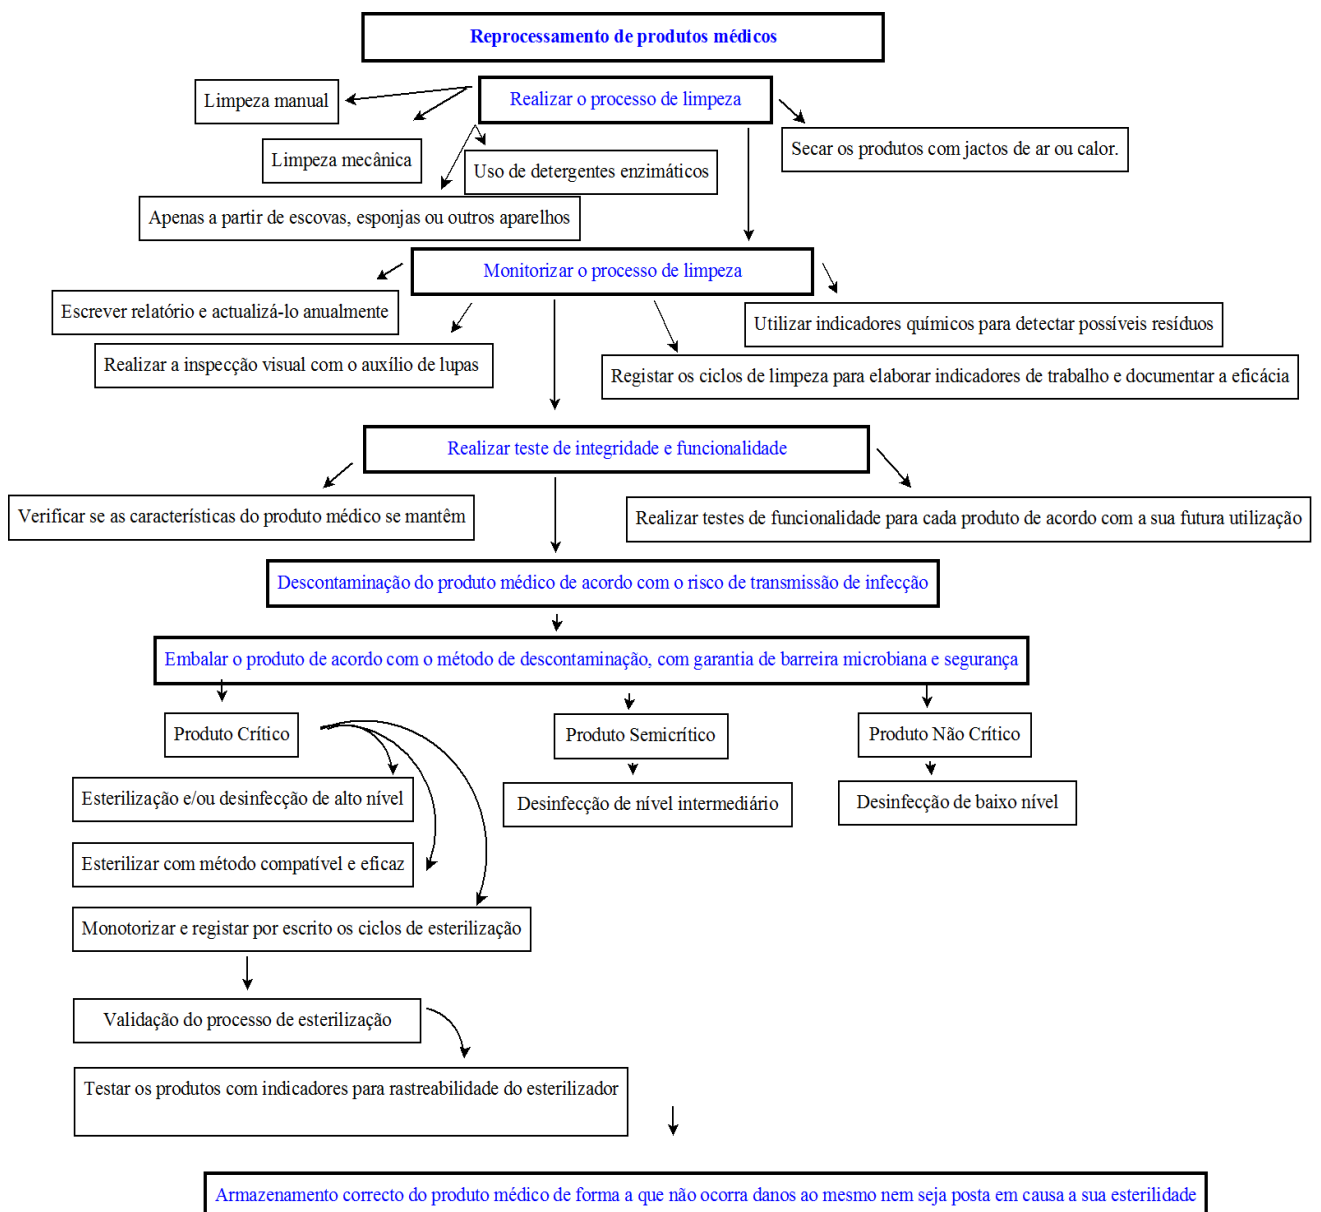 Reprocessamento de produtos médicos
Realizar o processo de limpeza
Limpeza manual
Limpeza mecânica
Secar os produtos com jactos de ar ou calor.
Uso de detergentes enzimáticos
Apenas a partir de escovas, esponjas ou outros aparelhos
Monitorizar o processo de limpeza
Escrever relatório e actualizá-lo anualmente
Utilizar indicadores químicos para detectar possíveis resíduos
Realizar a inspecção visual com o auxílio de lupas
Registar os ciclos de limpeza para elaborar indicadores de trabalho e documentar a eficácia
Realizar teste de integridade e funcionalidade
Verificar se as características do produto médico se mantêm
Realizar testes de funcionalidade para cada produto de acordo com a sua futura utilização
Descontaminação do produto médico de acordo com o risco de transmissão de infecção
Embalar o produto de acordo com o método de descontaminação, com garantia de barreira microbiana e segurança
Produto Crítico
Produto Semicrítico
Produto Não Crítico
Esterilização e/ou desinfecção de alto nível
Desinfecção de nível intermediário
Desinfecção de baixo nível
Esterilizar com método compatível e eficaz
Monotorizar e registar por escrito os ciclos de esterilização
Validação do processo de esterilização
Testar os produtos com indicadores para rastreabilidade do esterilizador
Armazenamento correcto do produto médico de forma a que não ocorra danos ao mesmo nem seja posta em causa a sua esterilidade